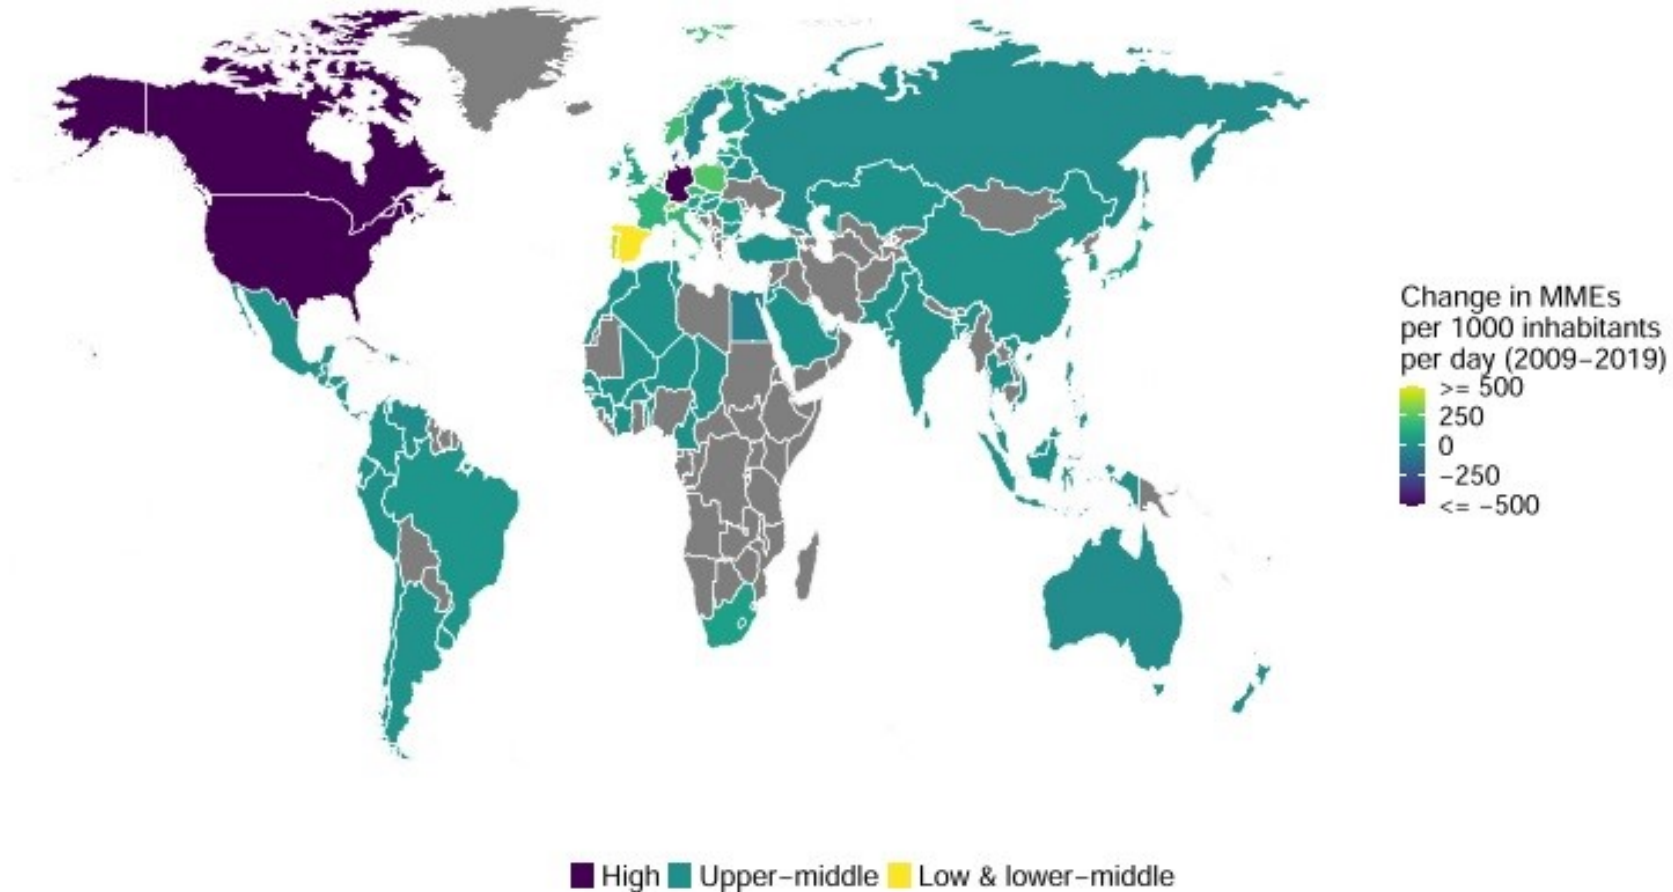 Change in MMEs
per 1000 inhabitants
per day (2009–2019)
>= 500
250
0
−250
<= −500
High Upper−middle Low & lower−middle